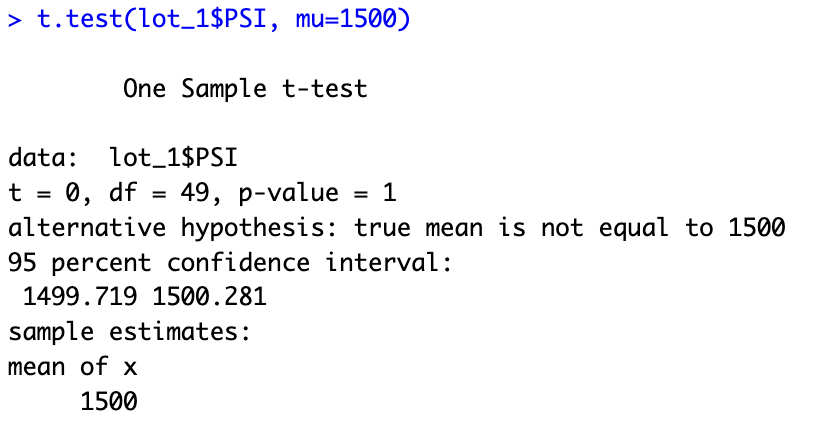 > t.test(lot_1$PSI, mu=1500)
One Sample t-test
data:  lot_1$PSI
t = 0, df = 49, p-value = 1
alternative hypothesis: true mean is not equal to 1500
95 percent confidence interval:
1499.719 1500.281
sample estimates:
mean of x
1500